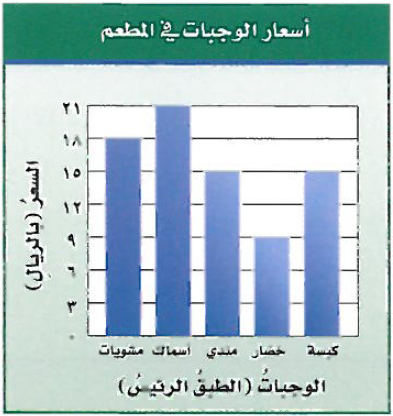 أسعار الوجبات في المطعم
السعرُ (بالريالِ)
٢١
١٨
١٥
١٢
٩
٦
٣
٠
كبسة خضار مندي أسماك مشويات
الوجباتُ (الطبقُ الرئيسُ)